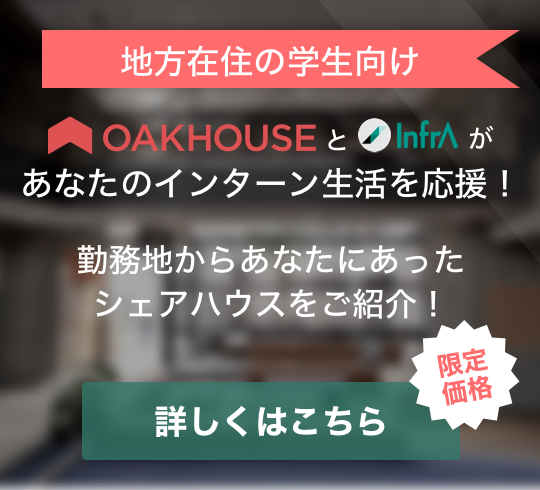 地方在住の学生向け
OAKHOUSE と InfrA が
あなたのインターン生活を応援！
勤務地からあなたにあった
シェアハウスをご紹介！
限定
価格
詳しくはこちら